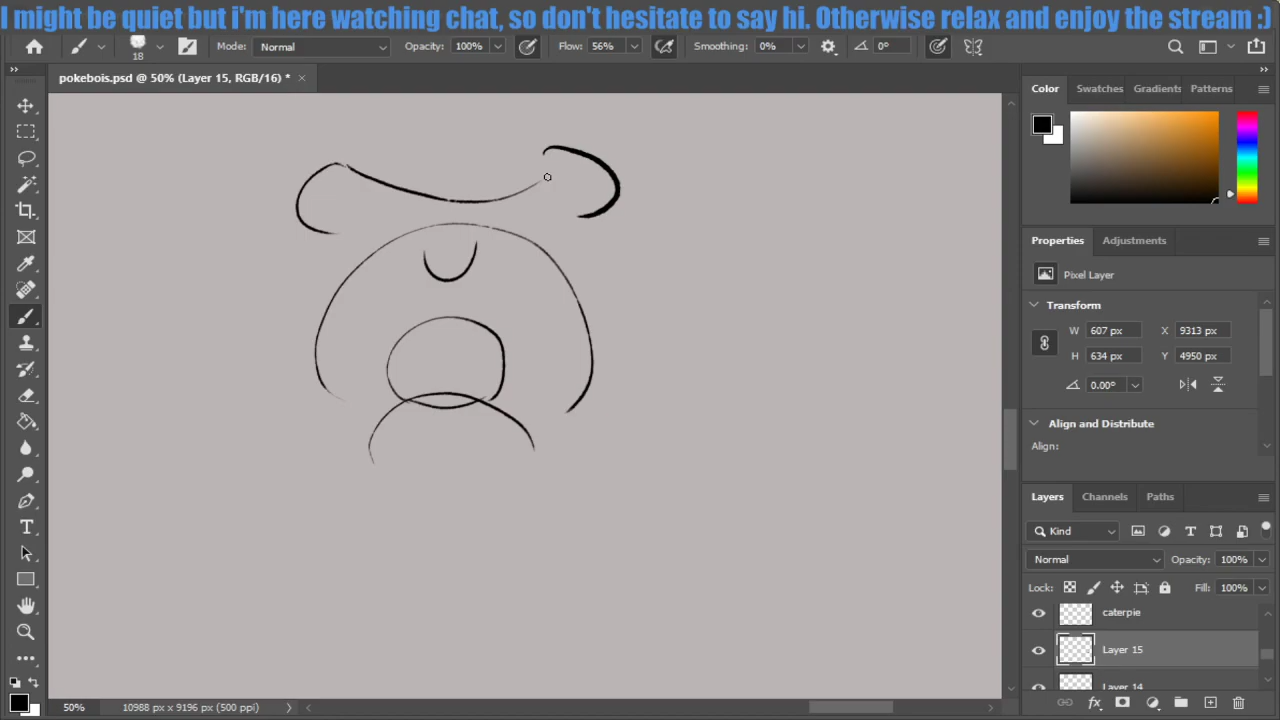 I might be quiet but i'm here watching chat, so don't hesitate to say hi. Otherwise relax and enjoy the stream :)
18 Mode: Normal Opacity: 100% Flow: 56% Smoothing: 0% 0°
pokebois.psd @ 50% (Layer 15, RGB/16) *
Color Swatches Gradients Patterns
Properties Adjustments
Pixel Layer
Transform
W 607 px X 9313 px
H 634 px Y 4950 px
0.00°
Align and Distribute
Align:
Layers Channels Paths
Kind
Normal Opacity: 100%
Lock: Fill: 100%
caterpie
Layer 15
Layer 14
50% 10988 px x 9196 px (500 ppi)